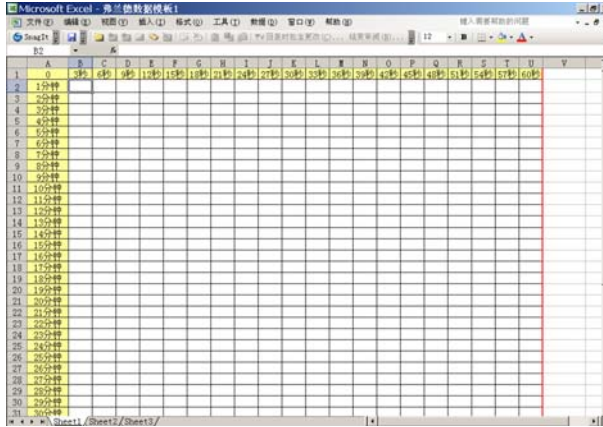 Microsoft Excel - 弗兰德数据模板1
文件(F) 编辑(E) 视图(V) 插入(I) 格式(O) 工具(T) 数据(D) 窗口(W) 帮助(H) 键入需要帮助的问题
SnagIt 12 B A
B2 fx
A B C D E F G H I J K L M N O P Q R S T U V
1 0 3秒 6秒 9秒 12秒 15秒 18秒 21秒 24秒 27秒 30秒 33秒 36秒 39秒 42秒 45秒 48秒 51秒 54秒 57秒 60秒
2 1分钟
3 2分钟
4 3分钟
5 4分钟
6 5分钟
7 6分钟
8 7分钟
9 8分钟
10 9分钟
11 10分钟
12 11分钟
13 12分钟
14 13分钟
15 14分钟
16 15分钟
17 16分钟
18 17分钟
19 18分钟
20 19分钟
21 20分钟
22 21分钟
23 22分钟
24 23分钟
25 24分钟
26 25分钟
27 26分钟
28 27分钟
29 28分钟
30 29分钟
31 30分钟
Sheet1 / Sheet2 / Sheet3 /